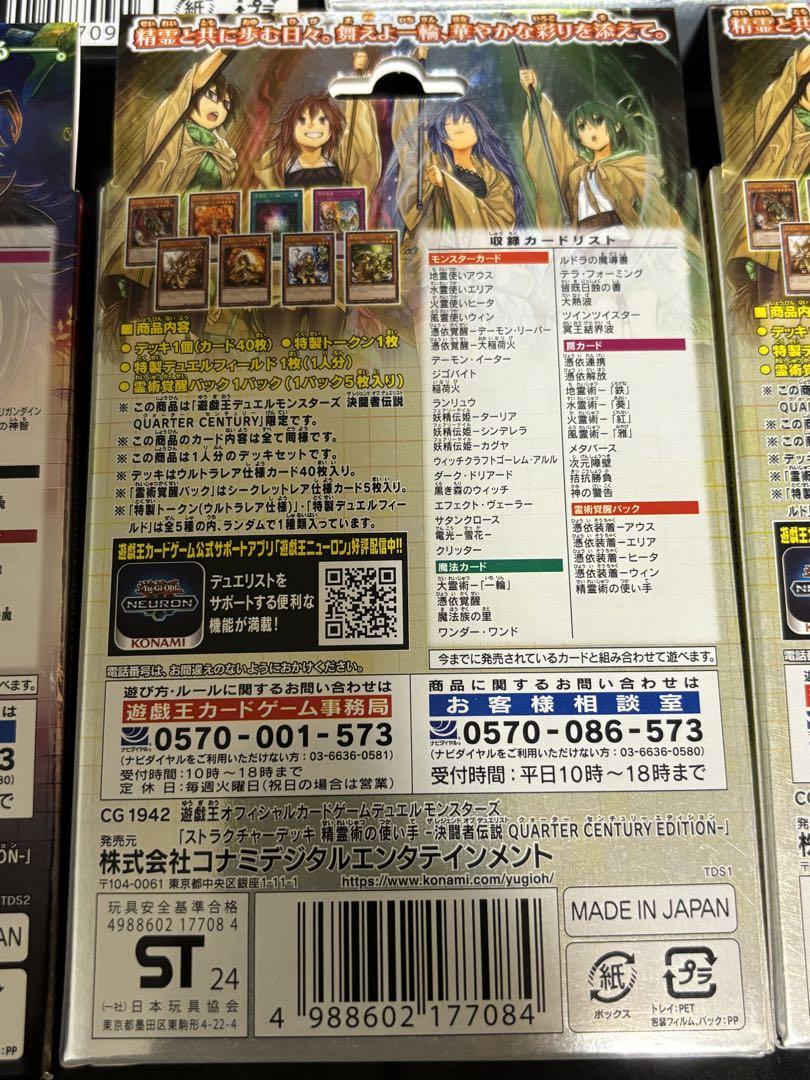 精霊と共に歩む日々。舞えよ一輪、華やかな彩りを添えて。
収録カードリスト
モンスターカード
地霊使いアウス
水霊使いエリア
火霊使いヒータ
風霊使いウィン
憑依覚醒-デーモン・リーパー
憑依覚醒-大稲荷火
デーモン・イーター
ジゴバイト
稲荷火
ランリュウ
妖精伝姫-ターリア
妖精伝姫-シンデレラ
妖精伝姫-カグヤ
ウィッチクラフトゴーレム・アルル
ダーク・ドリアード
黒き森のウィッチ
エフェクト・ヴェーラー
サタンクロース
電光-雪花-
クリッター
魔法カード
大霊術-「一輪」
憑依覚醒
魔法族の里
ワンダー・ワンド
ルドラの魔導書
テラ・フォーミング
皆既日蝕の書
大熱波
ツインツイスター
冥王結界波
罠カード
憑依連携
憑依解放
地霊術-「鉄」
水霊術-「葵」
火霊術-「紅」
風霊術-「雅」
メタバース
次元障壁
拮抗勝負
神の警告
霊術覚醒パック
憑依装着-アウス
憑依装着-エリア
憑依装着-ヒータ
憑依装着-ウィン
精霊術の使い手
今までに発売されているカードと組み合わせて遊べます。
■商品内容
● デッキ1個(カード40枚) ● 特製トークン1枚
● 特製デュエルフィールド 1枚(1人分)
● 霊術覚醒パック 1パック (1パック5枚入り)
※ この商品は「遊戯王デュエルモンスターズ 決闘者伝説
QUARTER CENTURY」限定です。
※ この商品のカード内容は全て同様です。
※ この商品は1人分のデッキセットです。
※ デッキはウルトラレア仕様カード40枚入り。
※「霊術覚醒パック」はシークレットレア仕様カード5枚入り。
※「特製トークン(ウルトラレア仕様)」・「特製デュエルフィー
ルド」は全5種の内、ランダムで1種類入っています。
遊戯王カードゲーム公式サポートアプリ「遊戯王ニューロン」好評配信中!!
Yu-Gi-Oh!
NEURON
KONAMI
デュエリストを
サポートする便利な
機能が満載!
電話番号は、お間違えのないようにおかけください。
遊び方・ルールに関するお問い合わせは
遊戯王カードゲーム事務局
ナビダイヤル 0570-001-573
(ナビダイヤルをご利用いただけない方:03-6636-0581)
受付時間:10時~18時まで
定休日:毎週火曜日(祝日の場合は営業)
商品に関するお問い合わせは
お客様相談室
ナビダイヤル 0570-086-573
(ナビダイヤルをご利用いただけない方:03-6636-0580)
受付時間:平日10時~18時まで
CG 1942 遊戯王オフィシャルカードゲームデュエルモンスターズ
「ストラクチャーデッキ 精霊術の使い手 -決闘者伝説 QUARTER CENTURY EDITION-」
発売元
株式会社コナミデジタルエンタテインメント
〒104-0061 東京都中央区銀座1-11-1 https://www.konami.com/yugioh/
TDS1
玩具安全基準合格
4988602 17708 4
ST 24
(一社)日本玩具協会
東京都墨田区東駒形4-22-4
4 988602 177084
MADE IN JAPAN
紙
ボックス
プラ
トレイ:PET
包装フィルム、パック:PP
TDS2